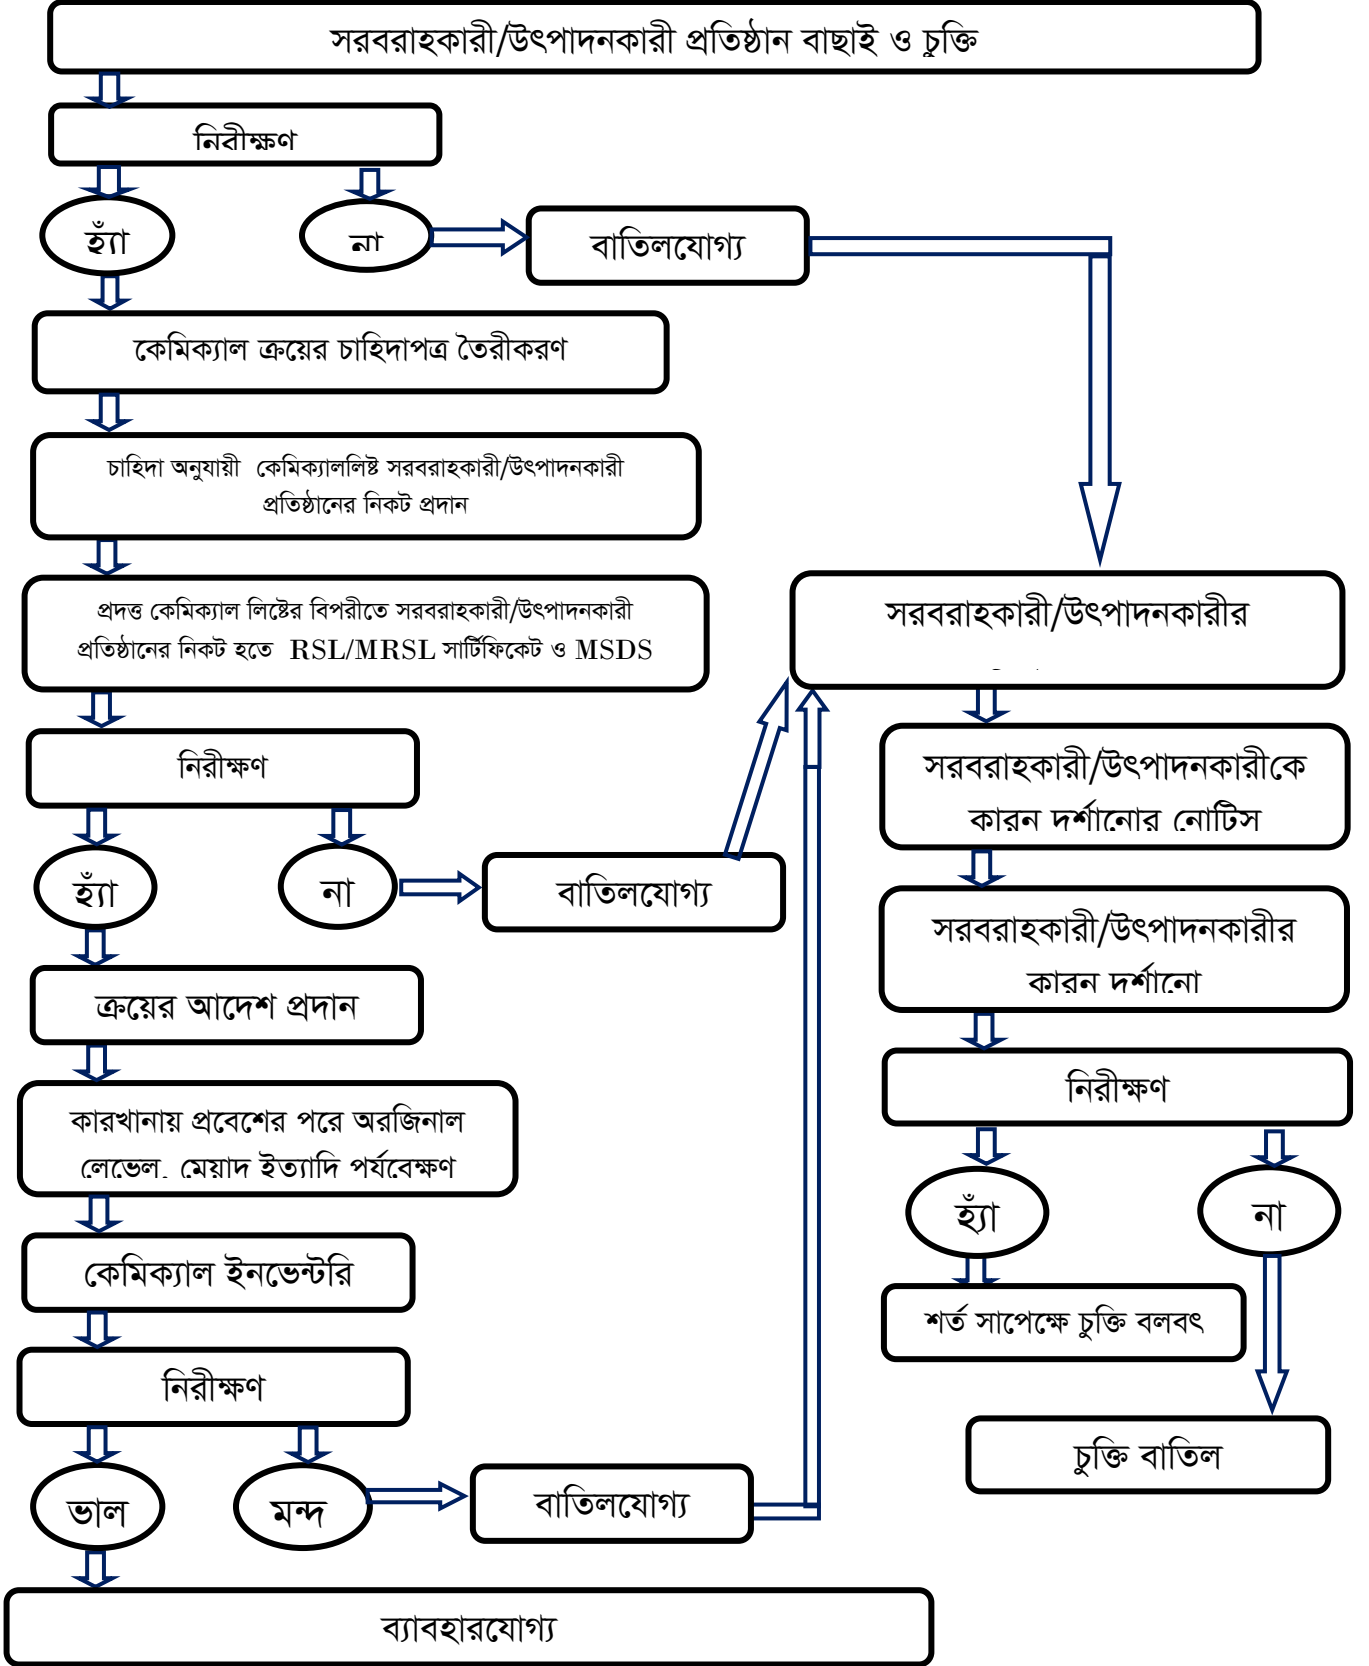 সরবরাহকারী/উৎপাদনকারী প্রতিষ্ঠান বাছাই ও চুক্তি
নিরীক্ষণ
হ্যাঁ
না
বাতিলযোগ্য
কেমিক্যাল ক্রয়ের চাহিদাপত্র তৈরীকরণ
চাহিদা অনুযায়ী কেমিক্যাললিষ্ট সরবরাহকারী/উৎপাদনকারী
প্রতিষ্ঠানের নিকট প্রদান
প্রদত্ত কেমিক্যাল লিষ্টের বিপরীতে সরবরাহকারী/উৎপাদনকারী
প্রতিষ্ঠানের নিকট হতে RSL/MRSL সার্টিফিকেট ও MSDS
নিরীক্ষণ
হ্যাঁ
না
বাতিলযোগ্য
ক্রয়ের আদেশ প্রদান
কারখানায় প্রবেশের পরে অরজিনাল
লেভেল, মেয়াদ ইত্যাদি পর্যবেক্ষণ
কেমিক্যাল ইনভেন্টরি
নিরীক্ষণ
ভাল
মন্দ
বাতিলযোগ্য
ব্যাবহারযোগ্য
সরবরাহকারী/উৎপাদনকারীর
সরবরাহকারী/উৎপাদনকারীকে
কারন দর্শানোর নোটিস
সরবরাহকারী/উৎপাদনকারীর
কারন দর্শানো
নিরীক্ষণ
হ্যাঁ
না
শর্ত সাপেক্ষে চুক্তি বলবৎ
চুক্তি বাতিল